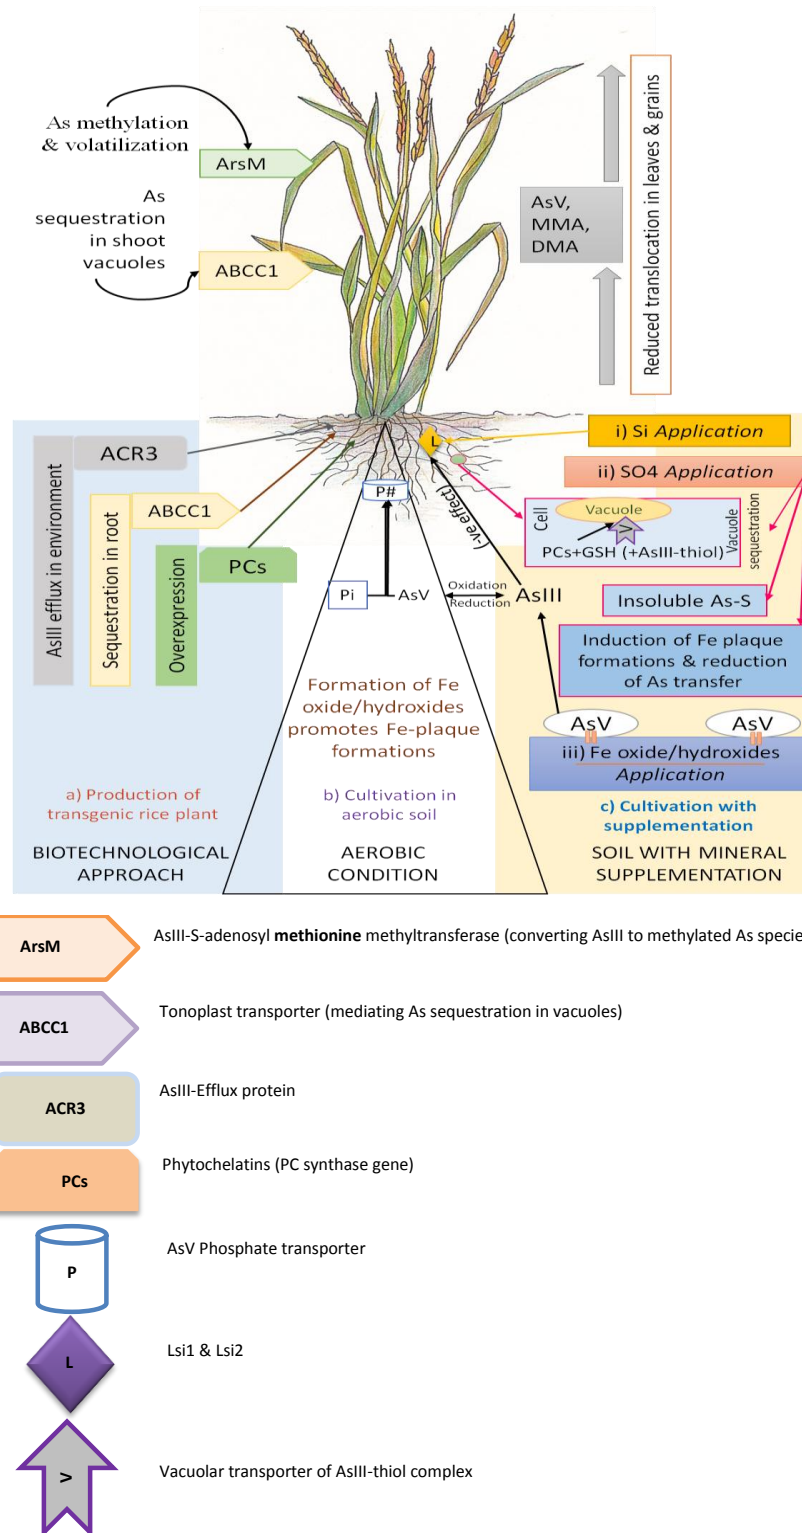 As methylation
& volatilization
ArsM
As
sequestration
in shoot
vacuoles
ABCC1
AsV,
MMA,
DMA
Reduced translocation in leaves & grains
AsIII efflux in environment
ACR3
Sequestration in root
ABCC1
Overexpression
PCs
L
P#
(-ve effect)
Pi
AsV
Oxidation
Reduction
AsIII
i) Si Application
ii) SO4 Application
Cell
Vacuole
>
PCs+GSH (+AsIII-thiol)
Vacuole
sequestration
Insoluble As-S
Induction of Fe plaque
formations & reduction
of As transfer
AsV
AsV
iii) Fe oxide/hydroxides
Application
Formation of Fe
oxide/hydroxides
promotes Fe-plaque
formations
a) Production of
transgenic rice plant
b) Cultivation in
aerobic soil
c) Cultivation with
supplementation
BIOTECHNOLOGICAL
APPROACH
AEROBIC
CONDITION
SOIL WITH MINERAL
SUPPLEMENTATION
ArsM
AsIII-S-adenosyl methionine methyltransferase (converting AsIII to methylated As specie
ABCC1
Tonoplast transporter (mediating As sequestration in vacuoles)
ACR3
AsIII-Efflux protein
PCs
Phytochelatins (PC synthase gene)
P
AsV Phosphate transporter
L
Lsi1 & Lsi2
>
Vacuolar transporter of AsIII-thiol complex